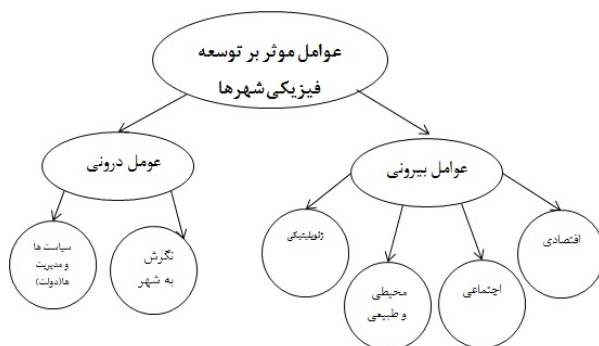 عوامل موثر بر توسعه
فیزیکی شهرها
عوامل بیرونی
عومل درونی
اقتصادی
اجتماعی
محیطی
و طبیعی
ژئوپلیتیکی
نگرش
به شهر
سیاست ها
و مدیریت
ها(دولت)